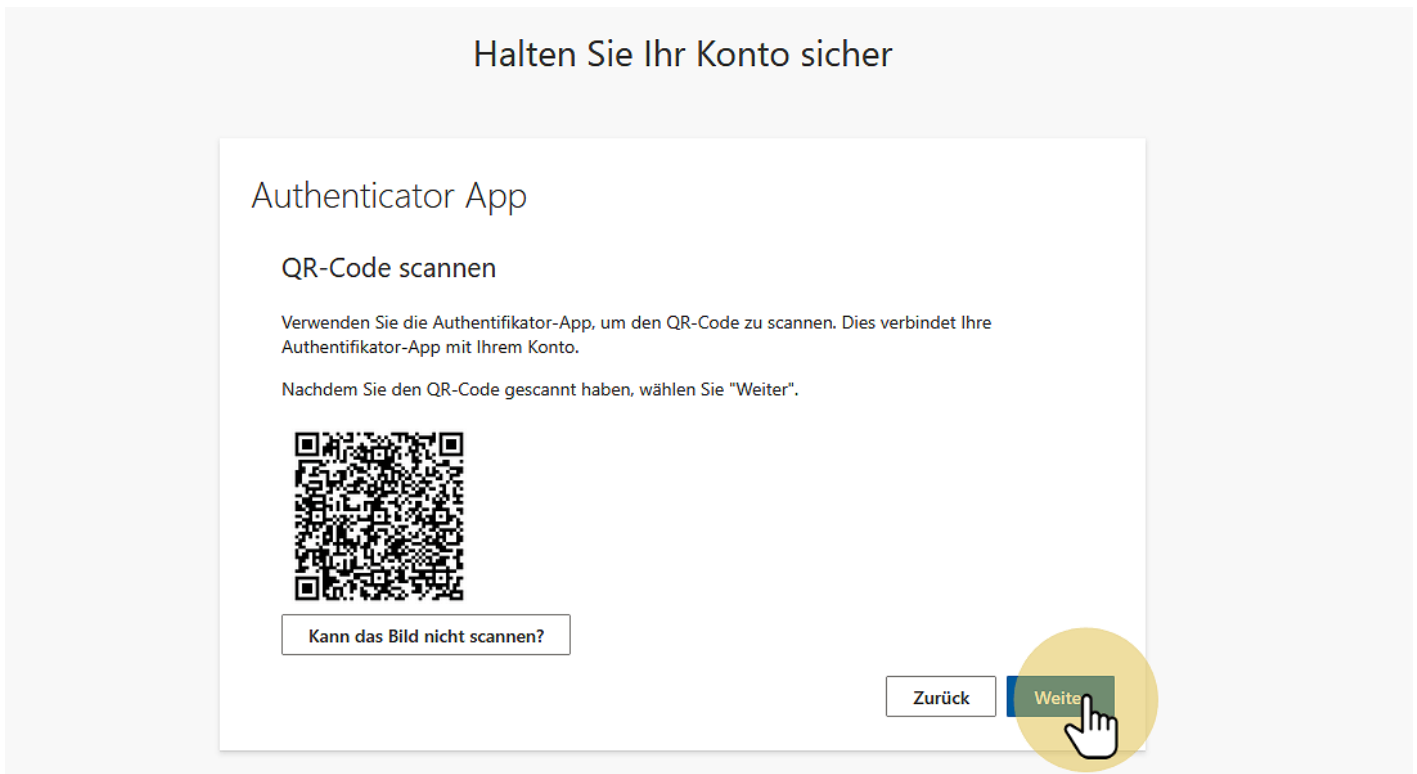 Halten Sie Ihr Konto sicher
Authenticator App
QR-Code scannen
Verwenden Sie die Authentifikator-App, um den QR-Code zu scannen. Dies verbindet Ihre
Authentifikator-App mit Ihrem Konto.
Nachdem Sie den QR-Code gescannt haben, wählen Sie "Weiter".
Kann das Bild nicht scannen?
Zurück
Weite